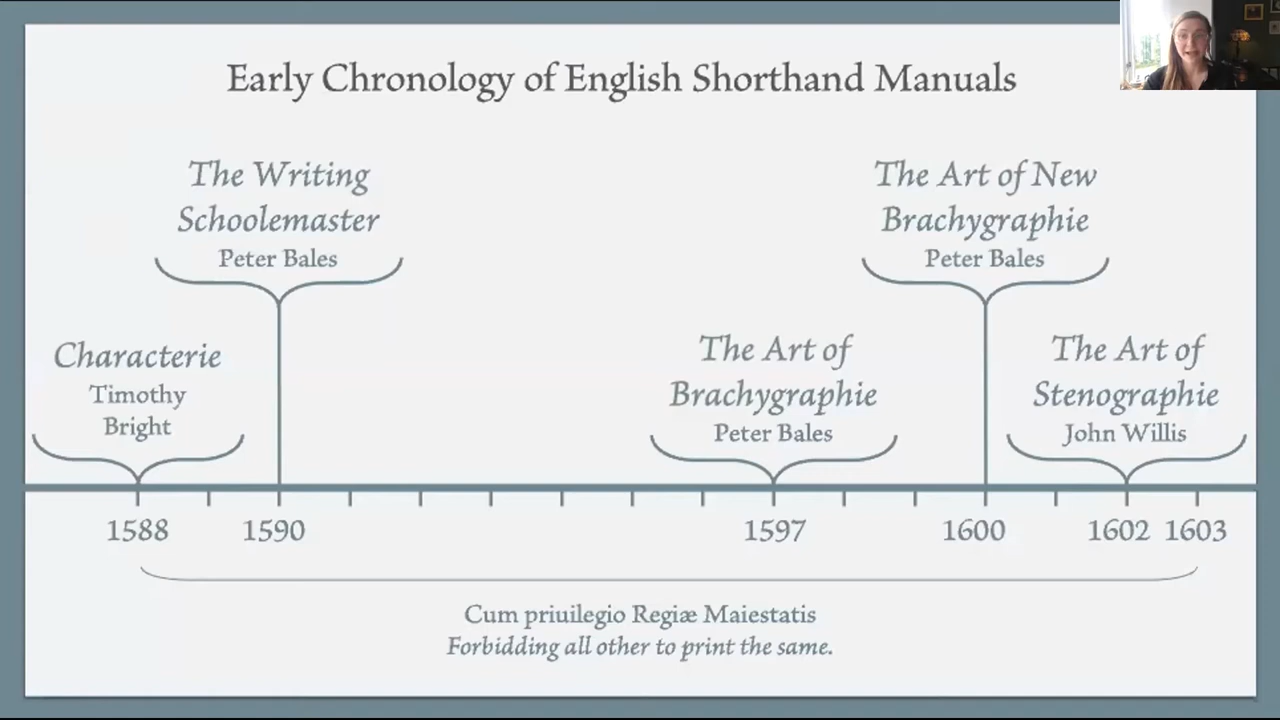 Early Chronology of English Shorthand Manuals
The Writing
Schoolemaster
Peter Bales
The Art of New
Brachygraphie
Peter Bales
Characterie
Timothy
Bright
The Art of
Brachygraphie
Peter Bales
The Art of
Stenographie
John Willis
1588 1590 1597 1600 1602 1603
Cum priuilegio Regiæ Maiestatis
Forbidding all other to print the same.